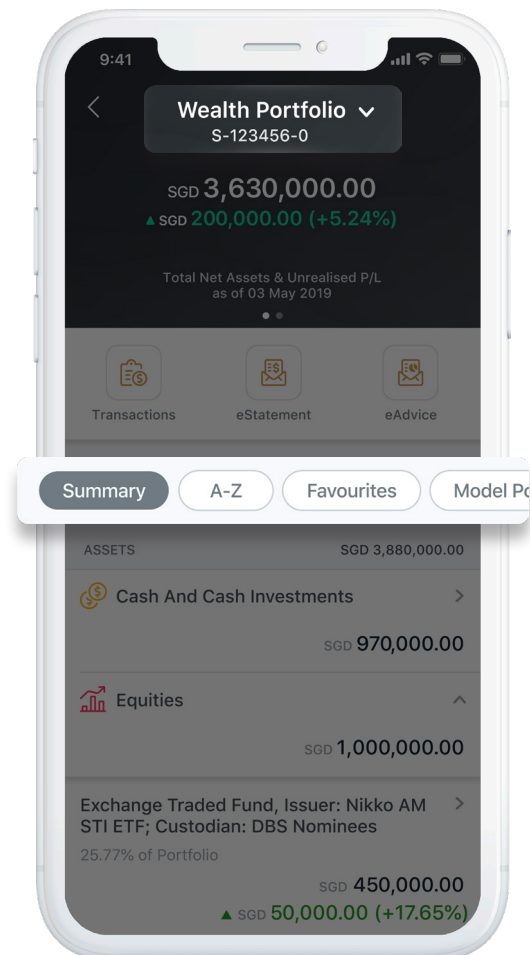 9:41
Wealth Portfolio
S-123456-0
SGD 3,630,000.00
▲ SGD 200,000.00 (+5.24%)
Total Net Assets & Unrealised P/L
as of 03 May 2019
Transactions eStatement eAdvice
Summary A-Z Favourites Model Po
ASSETS SGD 3,880,000.00
Cash And Cash Investments
SGD 970,000.00
Equities
SGD 1,000,000.00
Exchange Traded Fund, Issuer: Nikko AM
STI ETF; Custodian: DBS Nominees
25.77% of Portfolio
SGD 450,000.00
▲ SGD 50,000.00 (+17.65%)